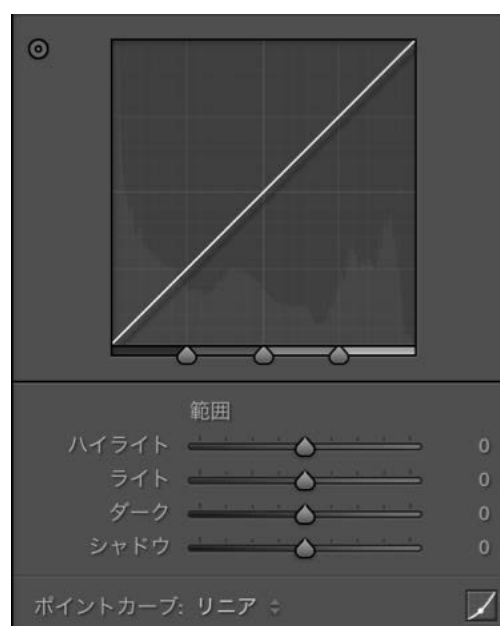 範囲
ハイライト 0
ライト 0
ダーク 0
シャドウ 0
ポイントカーブ: リニア